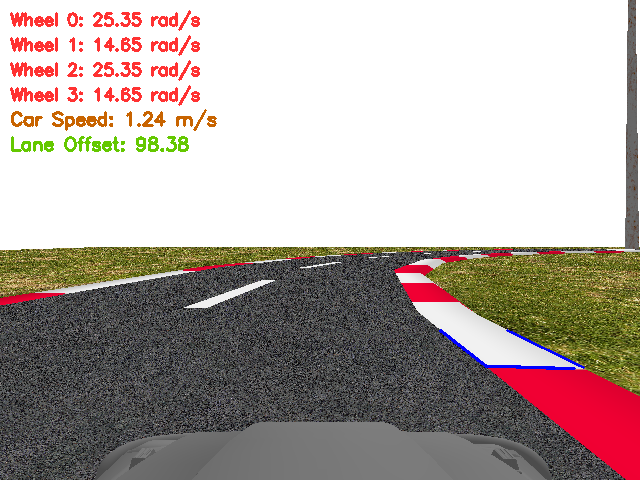 Wheel 0: 25.35 rad/s
Wheel 1: 14.65 rad/s
Wheel 2: 25.35 rad/s
Wheel 3: 14.65 rad/s
Car Speed: 1.24 m/s
Lane Offset: 98.38